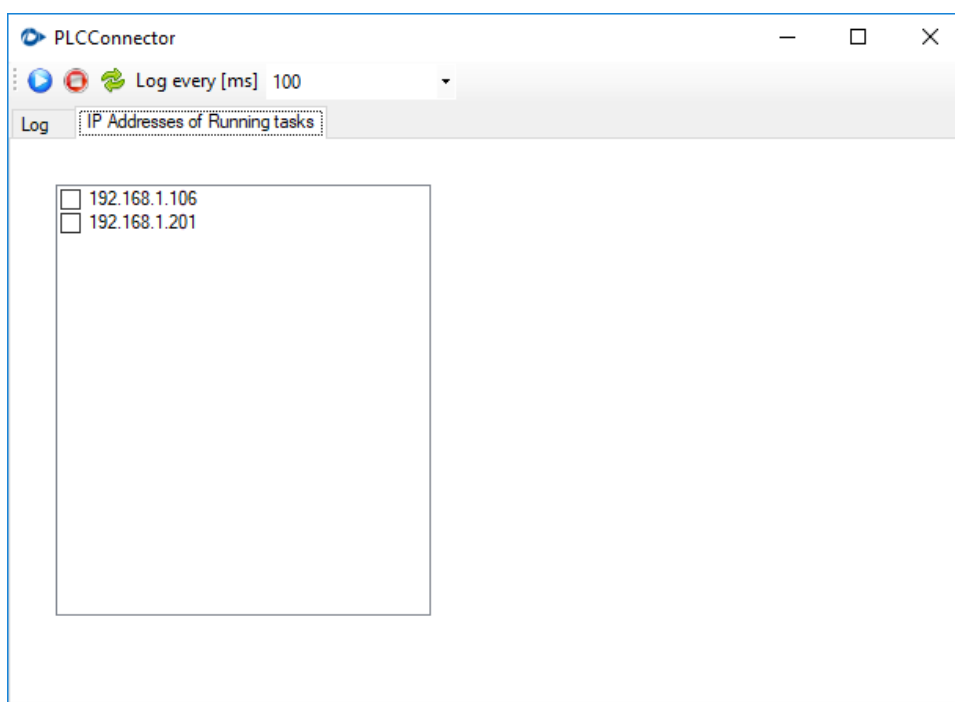 PLCConnector
Log every [ms] 100
Log IP Addresses of Running tasks
192.168.1.106
192.168.1.201